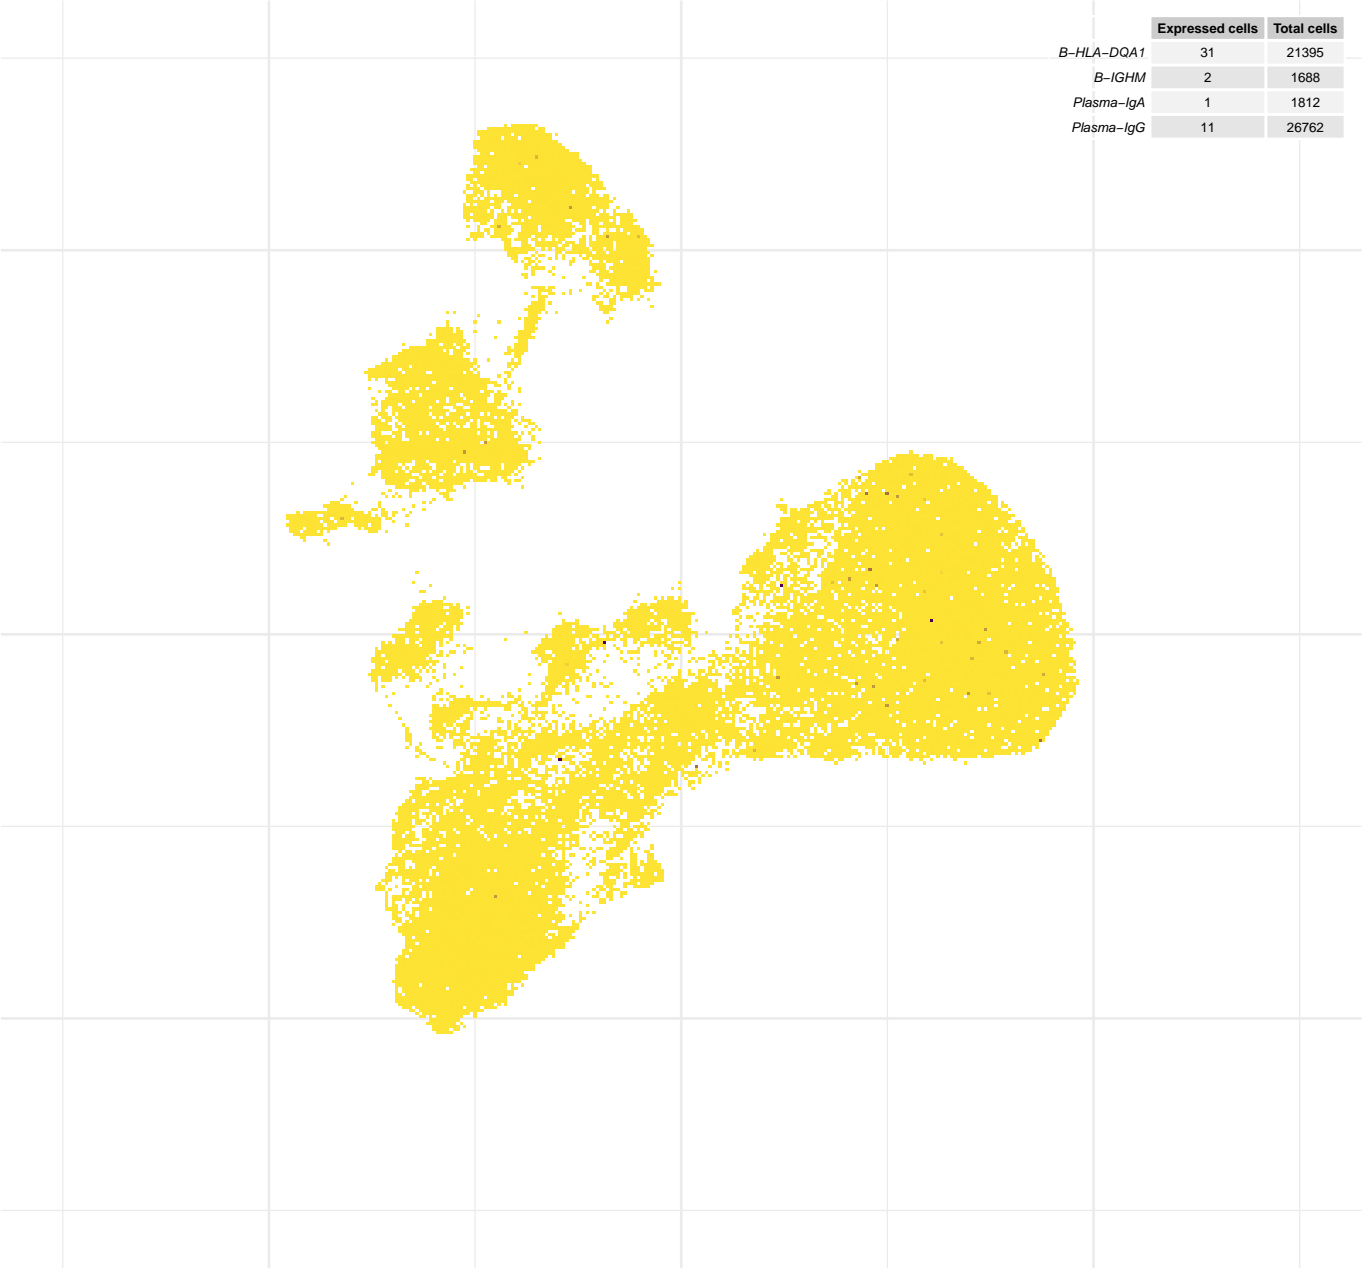 Expressed cells Total cells
B−HLA−DQA1 31 21395
B−IGHM 2 1688
Plasma−IgA 1 1812
Plasma−IgG 11 26762